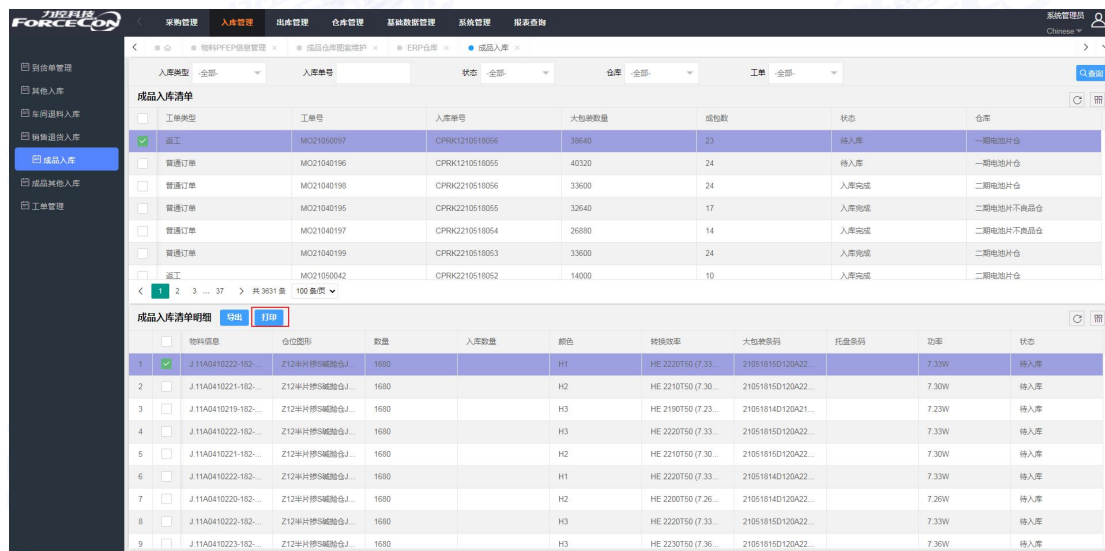 力控科技
FORCECON
采购管理 入库管理 出库管理 仓库管理 基础数据管理 系统管理 报表查询
系统管理员
Chinese
物料PFEP信息管理 × 成品仓库图案维护 × ERP仓库 × 成品入库 ×
到货单管理
其他入库
车间退料入库
销售退货入库
成品入库
成品其他入库
工单管理
入库类型 -全部- 入库单号 状态 -全部- 仓库 -全部- 工单 -全部- 查询
成品入库清单
工单类型 工单号 入库单号 大包装数量 成包数 状态 仓库
返工 MO21050097 CPRK1210518056 38640 23 待入库 一期电池片仓
普通订单 MO21040196 CPRK1210518055 40320 24 待入库 一期电池片仓
普通订单 MO21040198 CPRK2210518056 33600 24 入库完成 二期电池片仓
普通订单 MO21040195 CPRK2210518055 32640 17 入库完成 二期电池片不良品仓
普通订单 MO21040197 CPRK2210518054 26880 14 入库完成 二期电池片不良品仓
普通订单 MO21040199 CPRK2210518053 33600 24 入库完成 二期电池片仓
返工 MO21050042 CPRK2210518052 14000 10 入库完成 二期电池片仓
1 2 3 ... 37 共 3631 条 100 条/页
成品入库清单明细 导出 打印
物料信息 仓位图形 数量 入库数量 颜色 转换效率 大包装条码 托盘条码 功率 状态
1 J.11A0410222-182-... Z12半片掺S碱抛仓J... 1680 H1 HE 2220T50 (7.33... 21051815D120A22... 7.33W 待入库
2 J.11A0410221-182-... Z12半片掺S碱抛仓J... 1680 H2 HE 2210T50 (7.30... 21051814D120A22... 7.30W 待入库
3 J.11A0410219-182-... Z12半片掺S碱抛仓J... 1680 H3 HE 2190T50 (7.23... 21051814D120A21... 7.23W 待入库
4 J.11A0410222-182-... Z12半片掺S碱抛仓J... 1680 H3 HE 2220T50 (7.33... 21051815D120A22... 7.33W 待入库
5 J.11A0410221-182-... Z12半片掺S碱抛仓J... 1680 H2 HE 2210T50 (7.30... 21051815D120A22... 7.30W 待入库
6 J.11A0410222-182-... Z12半片掺S碱抛仓J... 1680 H1 HE 2220T50 (7.33... 21051814D120A22... 7.33W 待入库
7 J.11A0410220-182-... Z12半片掺S碱抛仓J... 1680 H2 HE 2200T50 (7.26... 21051814D120A22... 7.26W 待入库
8 J.11A0410222-182-... Z12半片掺S碱抛仓J... 1680 H3 HE 2220T50 (7.33... 21051815D120A22... 7.33W 待入库
9 J.11A0410223-182-... Z12半片掺S碱抛仓J... 1680 H3 HE 2230T50 (7.36... 21051815D120A22... 7.36W 待入库